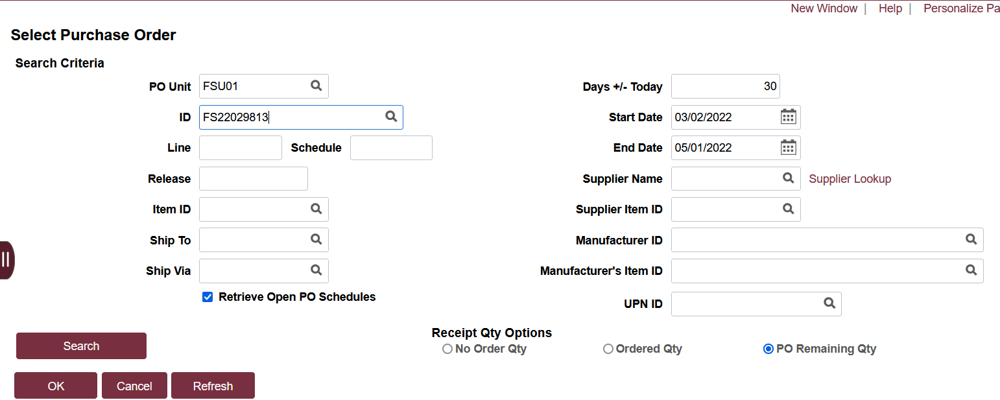 New Window | Help | Personalize Pa
Select Purchase Order
Search Criteria
PO Unit FSU01 Days +/- Today 30
ID FS22029813 Start Date 03/02/2022
Line Schedule End Date 05/01/2022
Release Supplier Name Supplier Lookup
Item ID Supplier Item ID
Ship To Manufacturer ID
Ship Via Manufacturer's Item ID
Retrieve Open PO Schedules UPN ID
Receipt Qty Options
Search No Order Qty Ordered Qty PO Remaining Qty
OK Cancel Refresh